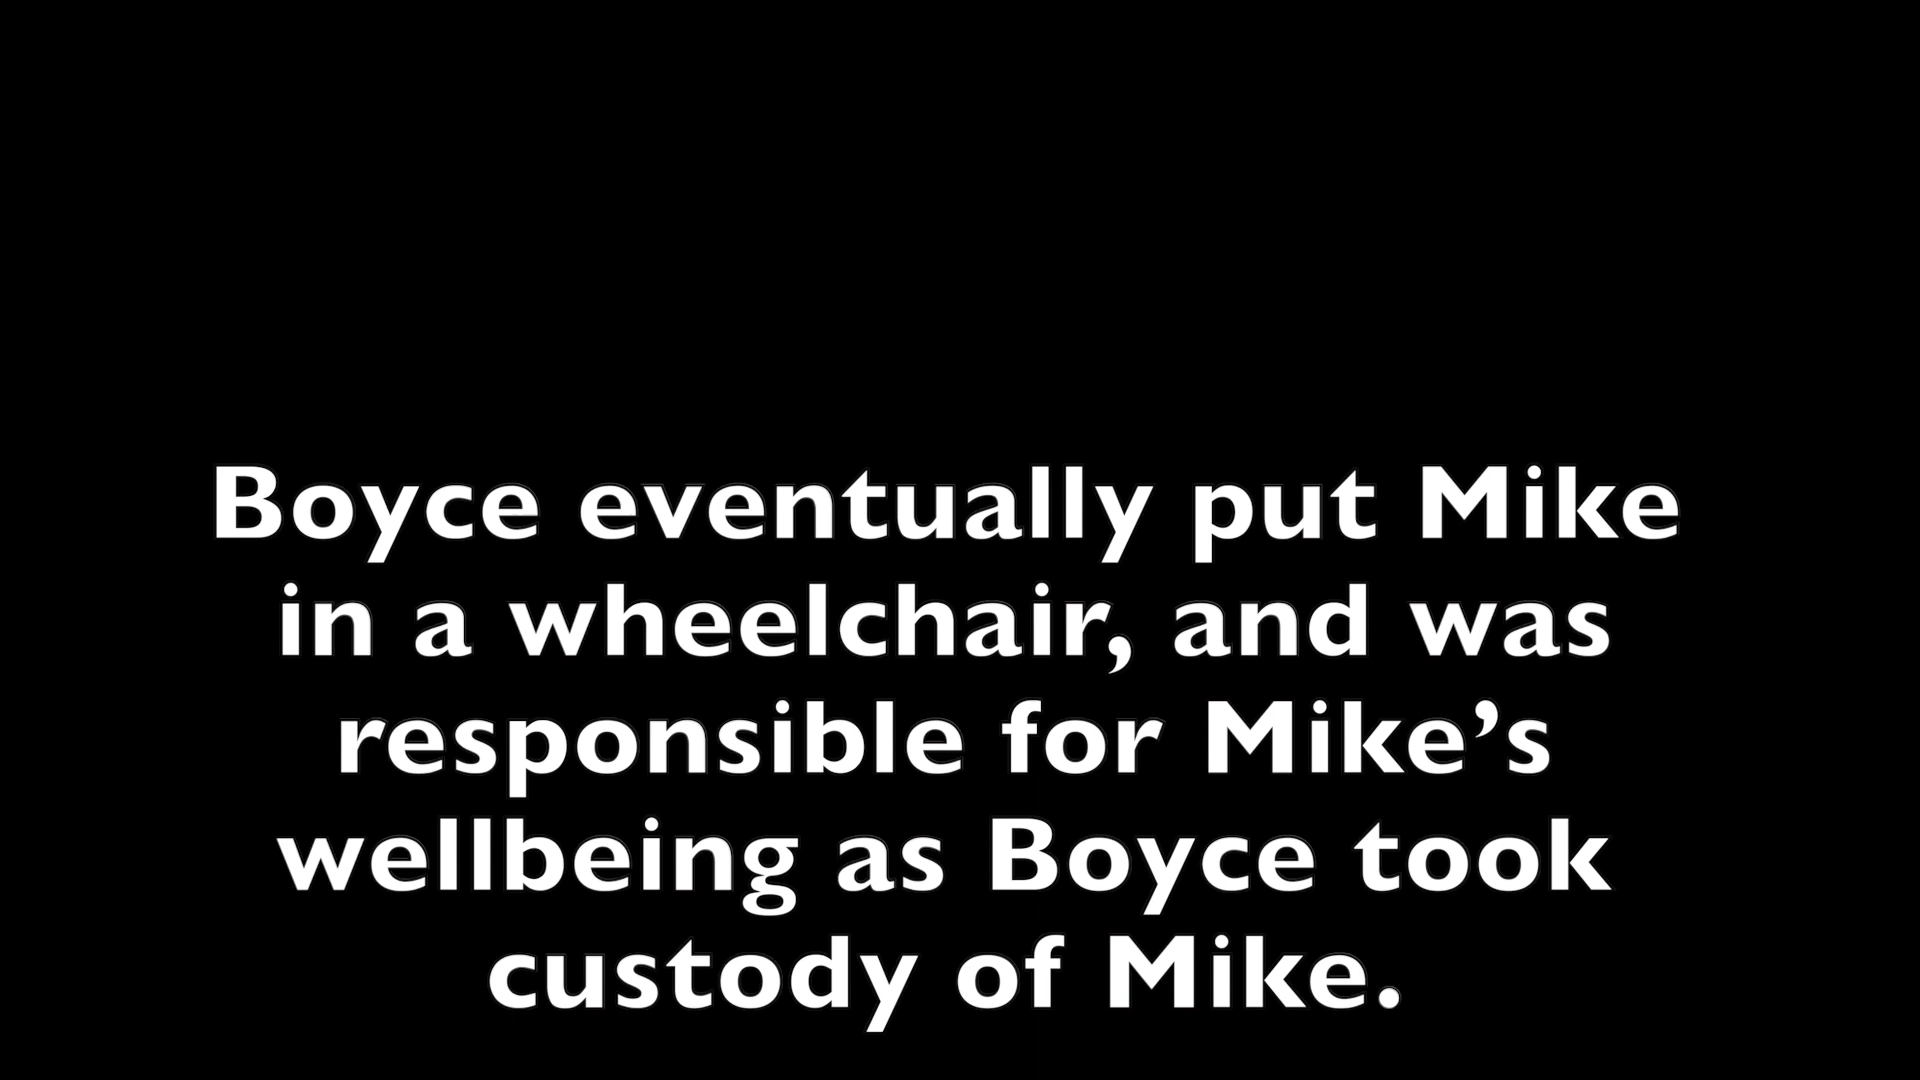 Boyce eventually put Mike
in a wheelchair, and was
responsible for Mike’s
wellbeing as Boyce took
custody of Mike.